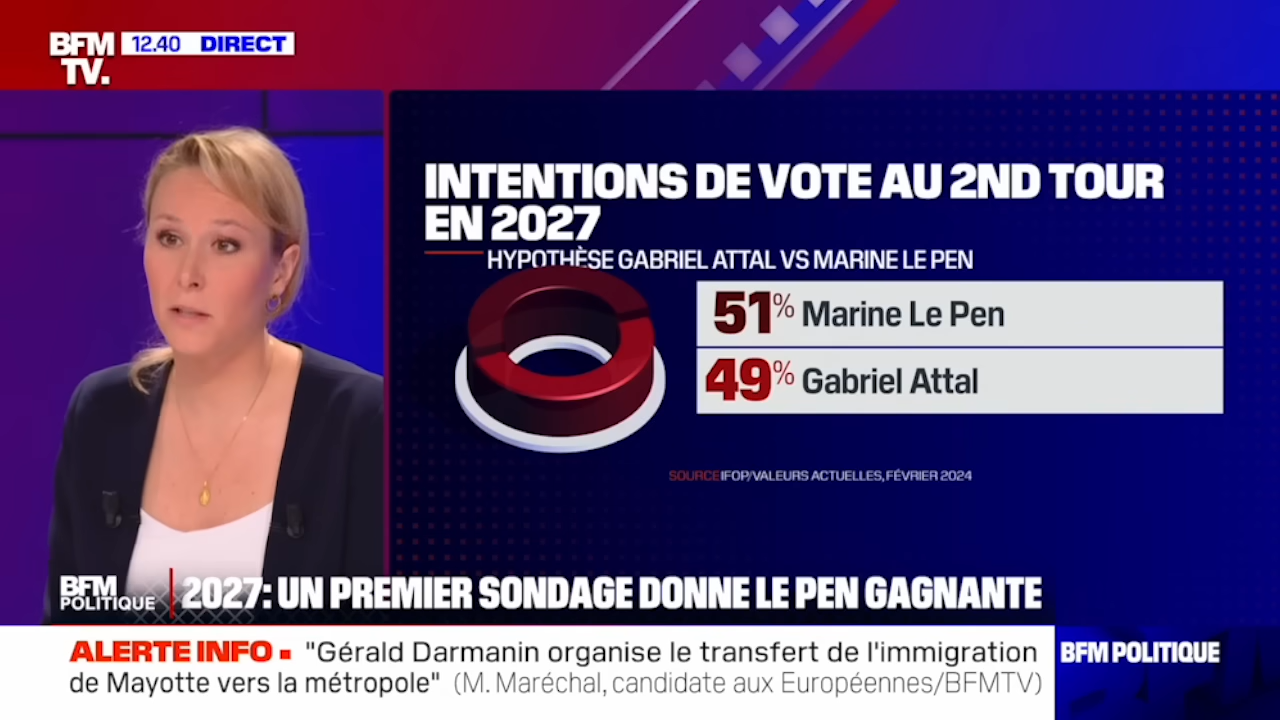 BFM
TV.
12.40 DIRECT
INTENTIONS DE VOTE AU 2ND TOUR
EN 2027
HYPOTHÈSE GABRIEL ATTAL VS MARINE LE PEN
51% Marine Le Pen
49% Gabriel Attal
SOURCE IFOP/VALEURS ACTUELLES, FÉVRIER 2024
BFM
POLITIQUE
2027: UN PREMIER SONDAGE DONNE LE PEN GAGNANTE
ALERTE INFO ▪ "Gérald Darmanin organise le transfert de l'immigration
de Mayotte vers la métropole" (M. Maréchal, candidate aux Européennes/BFMTV)
BFM POLITIQUE